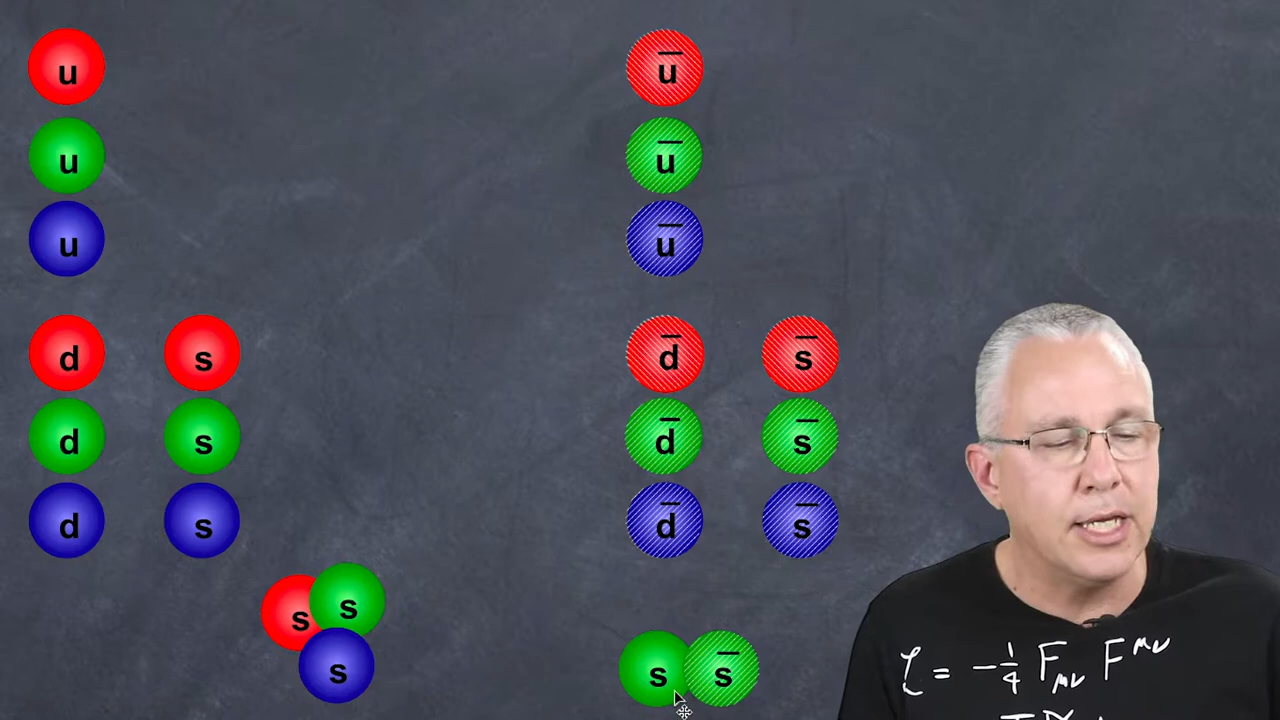 u ū
u ū
u ū
d s d̅ s̅
d s d̅ s̅
d s d̅ s̅
s s
s
s s̅
ℒ = -1/4 F_μν F^μν